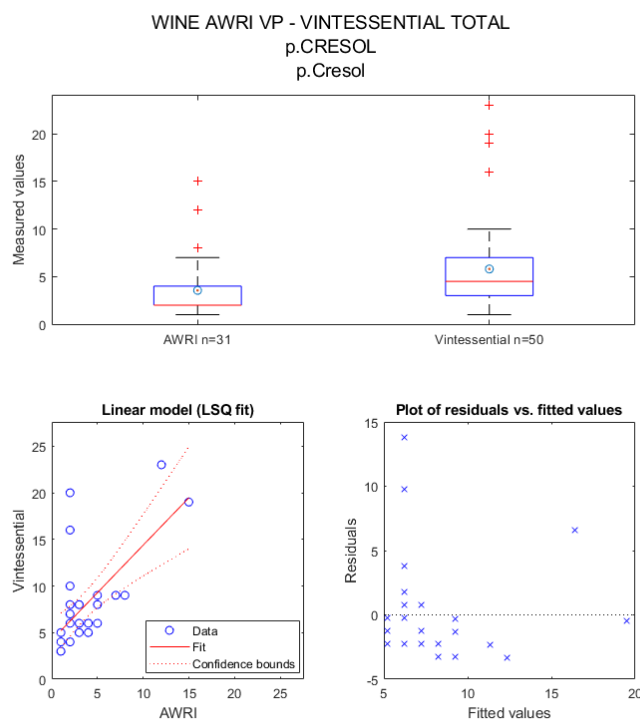 WINE AWRI VP - VINTESSENTIAL TOTAL
p.CRESOL
p.Cresol
Measured values
20
15
10
5
0
AWRI n=31
Vintessential=50
Linear model (LSQ fit)
Vintessential
25
20
15
10
5
0
0 5 10 15 20 25
AWRI
Data
Fit
Confidence bounds
Plot of residuals vs. fitted values
Residuals
15
10
5
0
-5
5 10 15 20
Fitted values